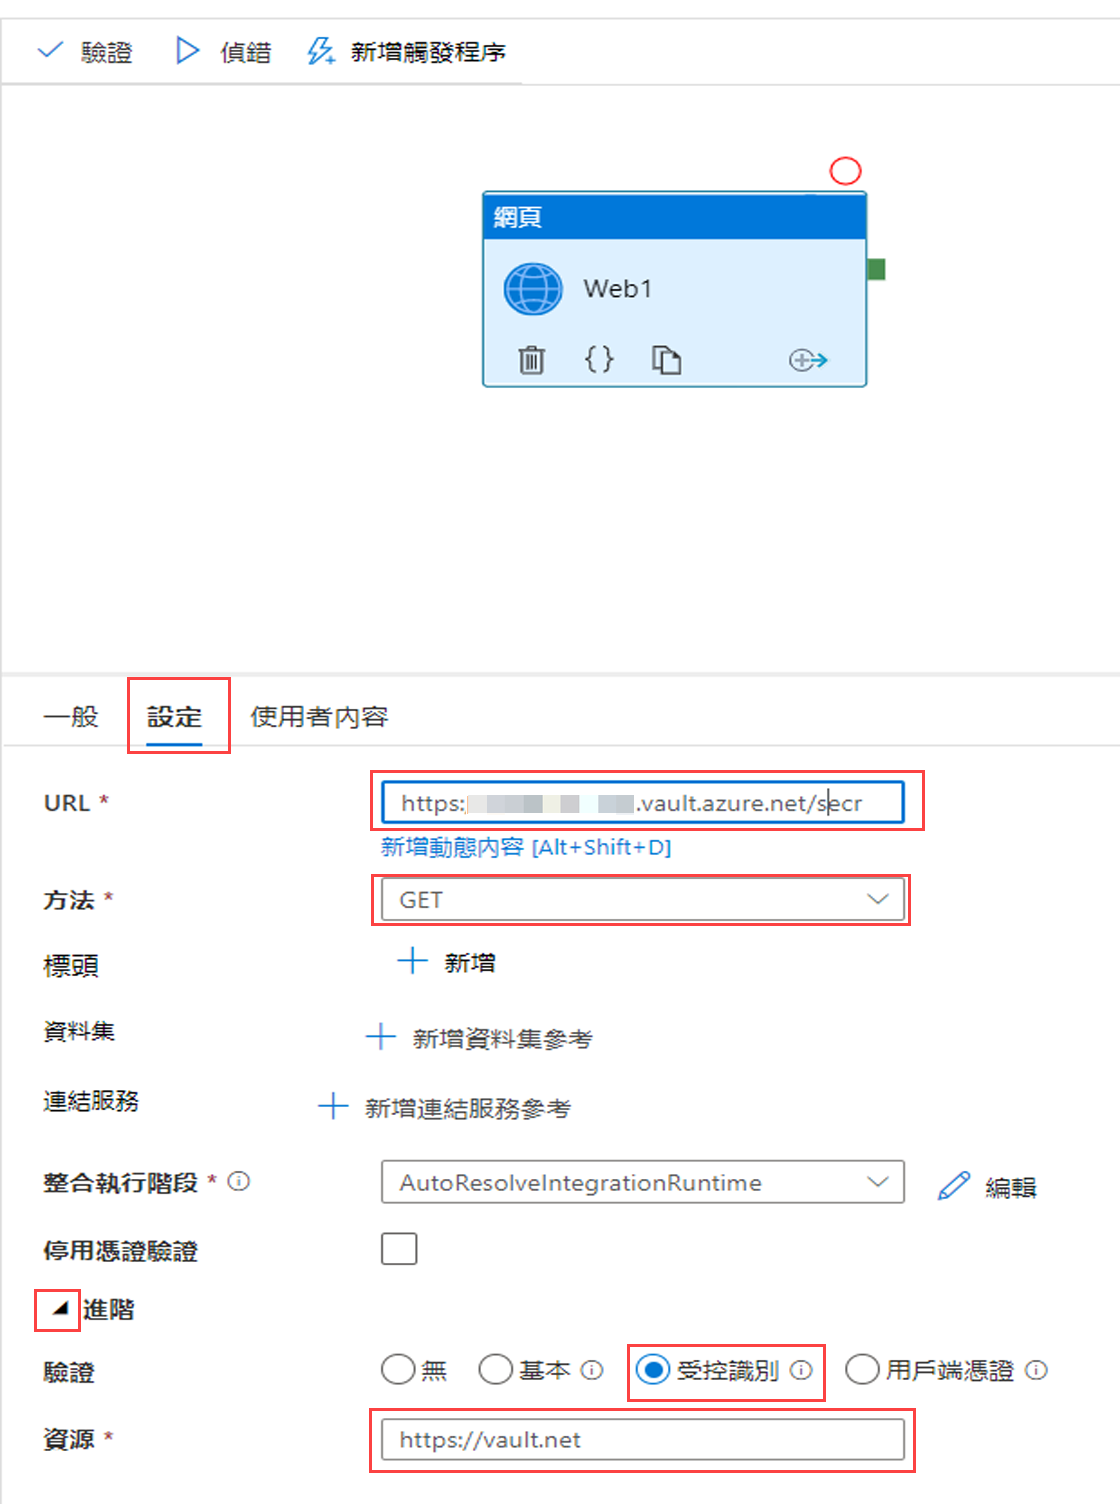 驗證 偵錯 新增觸發程序
網頁
Web1
一般 設定 使用者內容
URL * https: .vault.azure.net/secr
新增動態內容 [Alt+Shift+D]
方法 * GET
標頭 新增
資料集 新增資料集參考
連結服務 新增連結服務參考
整合執行階段 * AutoResolveIntegrationRuntime 編輯
停用憑證驗證
進階
驗證 無 基本 受控識別 用戶端憑證
資源 * https://vault.net